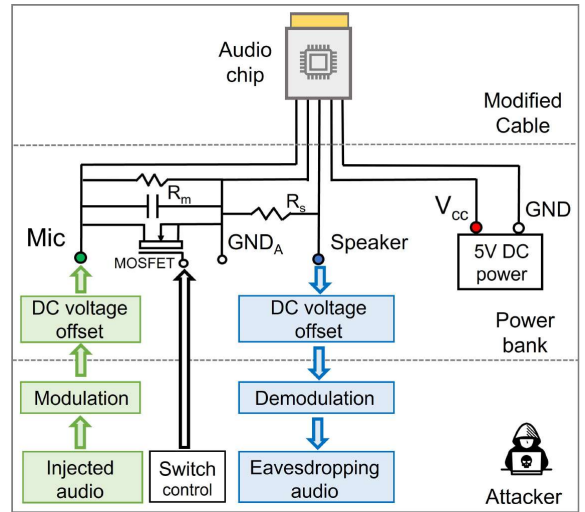 Audio
chip
Modified
Cable
Rm
Rs
Mic
MOSFET
GNDA
Speaker
Vcc
GND
5V DC
power
DC voltage
offset
DC voltage
offset
Power
bank
Modulation
Demodulation
Injected
audio
Switch
control
Eavesdropping
audio
Attacker